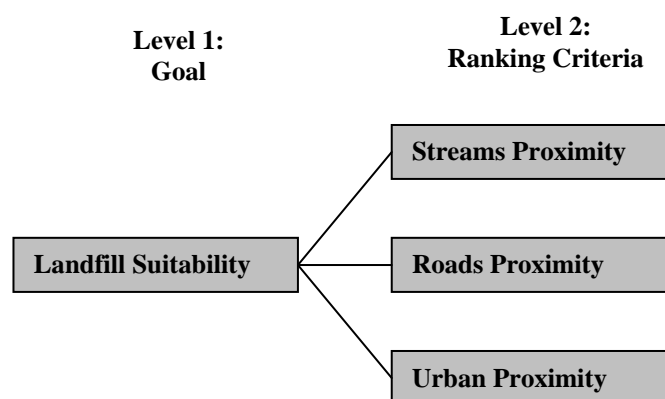 Level 1:
Goal
Level 2:
Ranking Criteria
Streams Proximity
Landfill Suitability
Roads Proximity
Urban Proximity